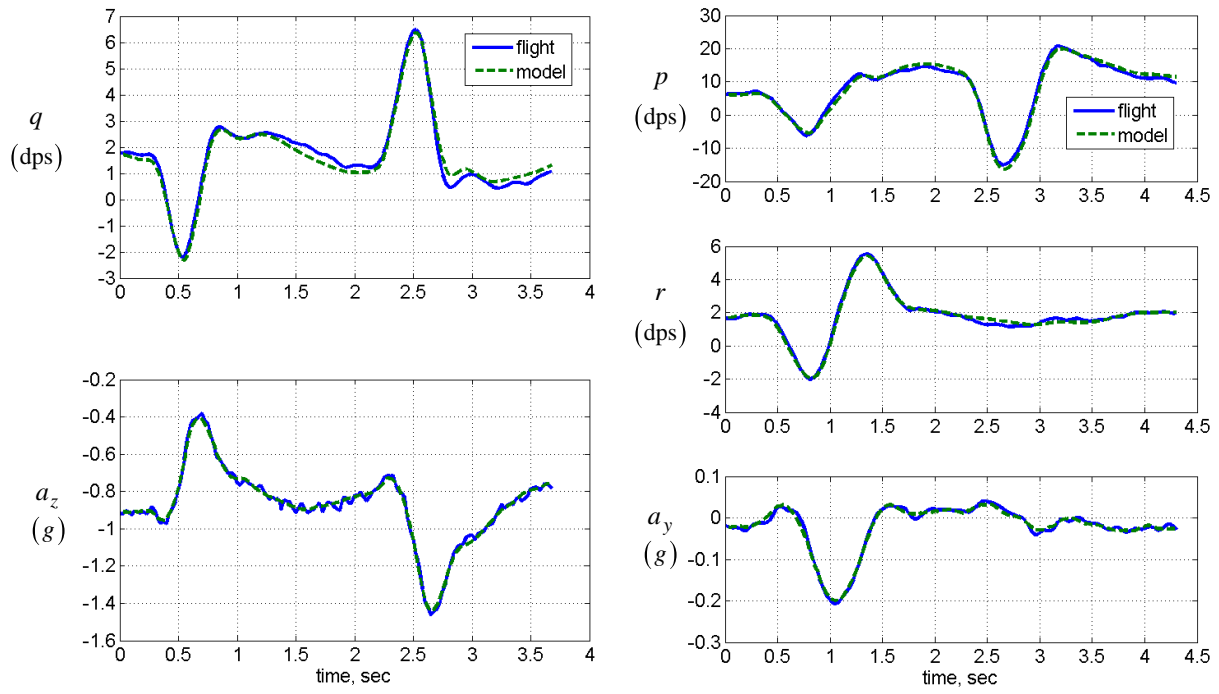 q
(dps)
7
6
5
4
3
2
1
0
-1
-2
-3
flight
model
0 0.5 1 1.5 2 2.5 3 3.5 4
a_z
(g)
-0.2
-0.4
-0.6
-0.8
-1
-1.2
-1.4
-1.6
0 0.5 1 1.5 2 2.5 3 3.5 4
time, sec
p
(dps)
30
20
10
0
-10
-20
flight
model
0 0.5 1 1.5 2 2.5 3 3.5 4 4.5
r
(dps)
6
4
2
0
-2
-4
0 0.5 1 1.5 2 2.5 3 3.5 4 4.5
a_y
(g)
0.1
0
-0.1
-0.2
-0.3
0 0.5 1 1.5 2 2.5 3 3.5 4 4.5
time, sec